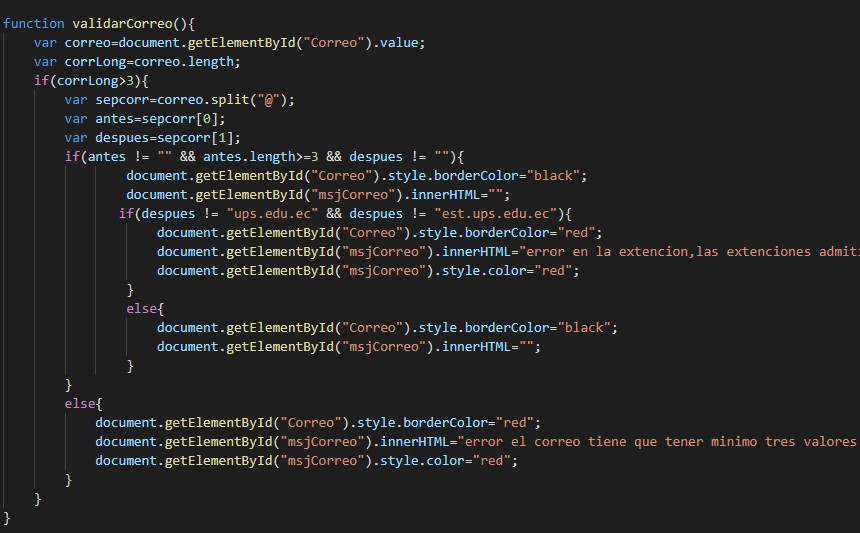 function validarCorreo(){
    var correo=document.getElementById("Correo").value;
    var corrLong=correo.length;
    if(corrLong>3){
        var sepcorr=correo.split("@");
        var antes=sepcorr[0];
        var despues=sepcorr[1];
        if(antes != "" && antes.length>=3 && despues != ""){
                document.getElementById("Correo").style.borderColor="black";
                document.getElementById("msjCorreo").innerHTML="";
               if(despues != "ups.edu.ec" && despues != "est.ups.edu.ec"){
                    document.getElementById("Correo").style.borderColor="red";
                    document.getElementById("msjCorreo").innerHTML="error en la extencion,las extenciones admit
                    document.getElementById("msjCorreo").style.color="red";
                }
                else{
                    document.getElementById("Correo").style.borderColor="black";
                    document.getElementById("msjCorreo").innerHTML="";
                }
        }
        else{
            document.getElementById("Correo").style.borderColor="red";
            document.getElementById("msjCorreo").innerHTML="error el correo tiene que tener minimo tres valores
            document.getElementById("msjCorreo").style.color="red";
        }
    }
}